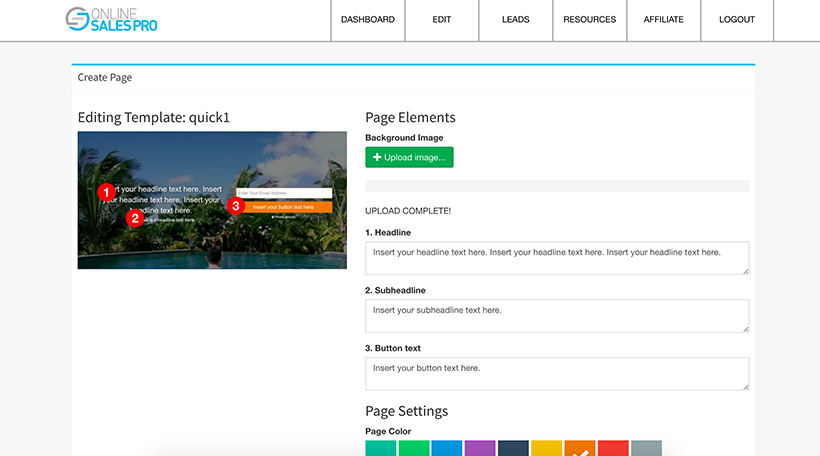 ONLINE
SALES PRO
DASHBOARD
EDIT
LEADS
RESOURCES
AFFILIATE
LOGOUT
Create Page
Editing Template: quick1
1
your headline text here. Insert
your headline text here. Insert your
headline text here.
2
headline text here.
Enter Your Email Address
3
Insert your button text here.
Page Elements
Background Image
Upload image...
UPLOAD COMPLETE!
1. Headline
Insert your headline text here. Insert your headline text here. Insert your headline text here.
2. Subheadline
Insert your subheadline text here.
3. Button text
Insert your button text here.
Page Settings
Page Color